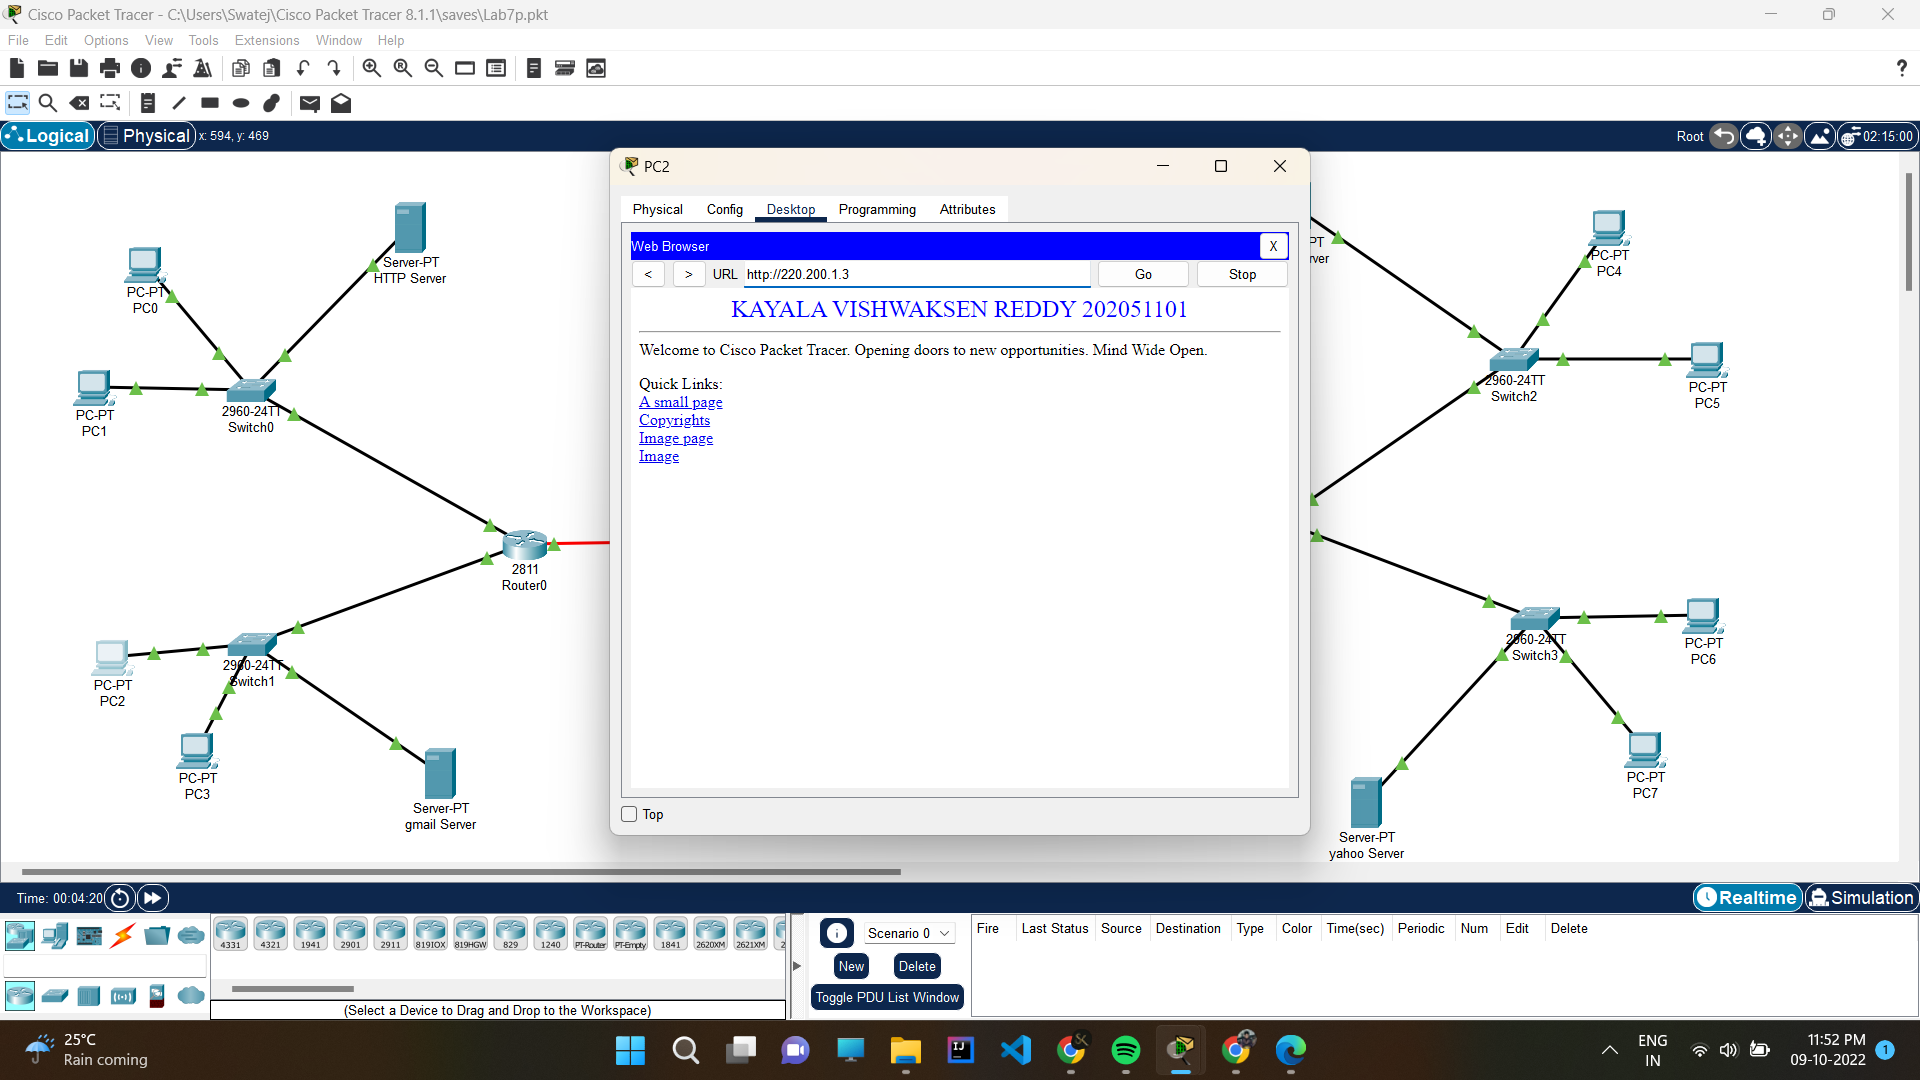 Cisco Packet Tracer - C:\Users\Swatej\Cisco Packet Tracer 8.1.1\saves\Lab7p.pkt
File Edit Options View Tools Extensions Window Help
?
Logical Physical x: 594, y: 469 Root 02:15:00
PC2
Physical Config Desktop Programming Attributes
Web Browser X
< > URL http://220.200.1.3 Go Stop
KAYALA VISHWAKSEN REDDY 202051101
Welcome to Cisco Packet Tracer. Opening doors to new opportunities. Mind Wide Open.
Quick Links:
A small page
Copyrights
Image page
Image
Top
Server-PT
HTTP Server
PC-PT
PC0
PC-PT
PC1
2960-24TT
Switch0
2811
Router0
PC-PT
PC2
2960-24TT
Switch1
PC-PT
PC3
Server-PT
gmail Server
PT
rver
PC-PT
PC4
2960-24TT
Switch2
PC-PT
PC5
2960-24TT
Switch3
PC-PT
PC6
PC-PT
PC7
Server-PT
yahoo Server
Time: 00:04:20 Realtime Simulation
4331 4321 1941 2901 2911 819IOX 819HGW 829 1240 PT-Router PT-Empty 1841 2620XM 2621XM 2
(Select a Device to Drag and Drop to the Workspace)
Scenario 0
New Delete
Toggle PDU List Window
Fire Last Status Source Destination Type Color Time(sec) Periodic Num Edit Delete
25°C
Rain coming
ENG
IN
11:52 PM
09-10-2022
1